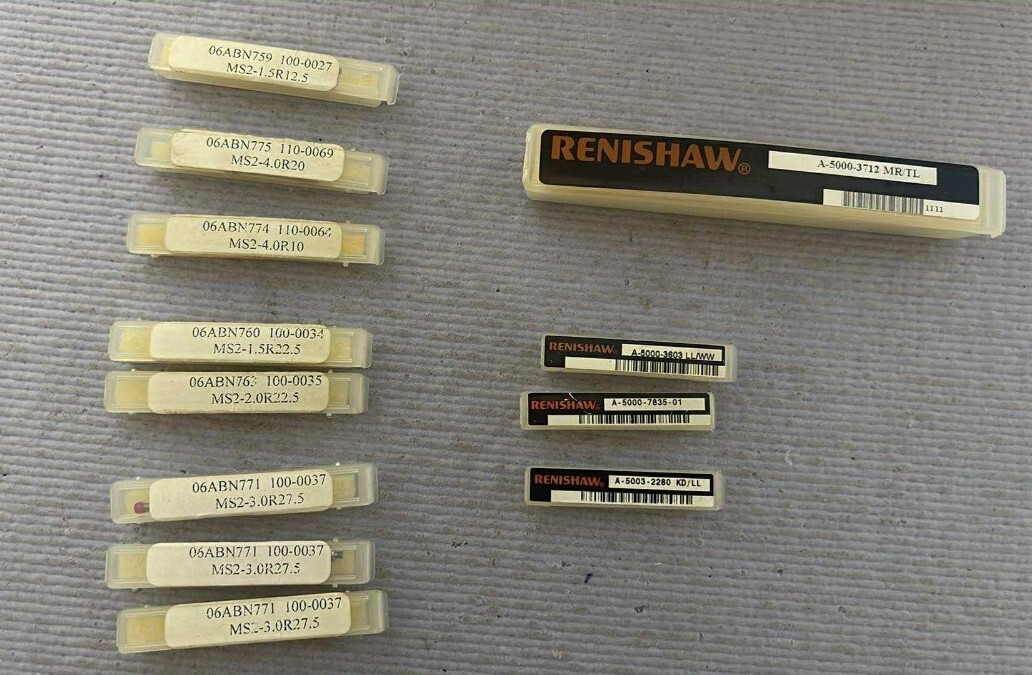 06ABN759 100-0027
MS2-1.5R12.5
06ABN775 110-0069
MS2-4.0R20
06ABN774 110-0064
MS2-4.0R10
06ABN760 100-0034
MS2-1.5R22.5
06ABN763 100-0035
MS2-2.0R22.5
06ABN771 100-0037
MS2-3.0R27.5
06ABN771 100-0037
MS2-3.0R27.5
06ABN771 100-0037
MS2-3.0R27.5
RENISHAW® A-5000-3712 MR/TL
1111
RENISHAW® A-5000-3603 LL/WW
RENISHAW® A-5000-7835-01
RENISHAW® A-5003-2280 KD/LL